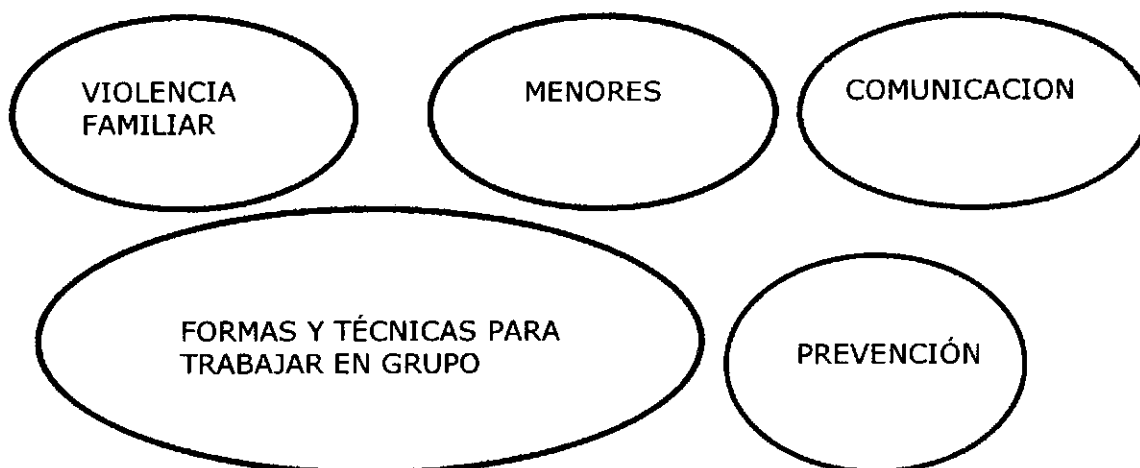 VIOLENCIA
FAMILIAR
MENORES
COMUNICACION
FORMAS Y TÉCNICAS PARA
TRABAJAR EN GRUPO
PREVENCIÓN